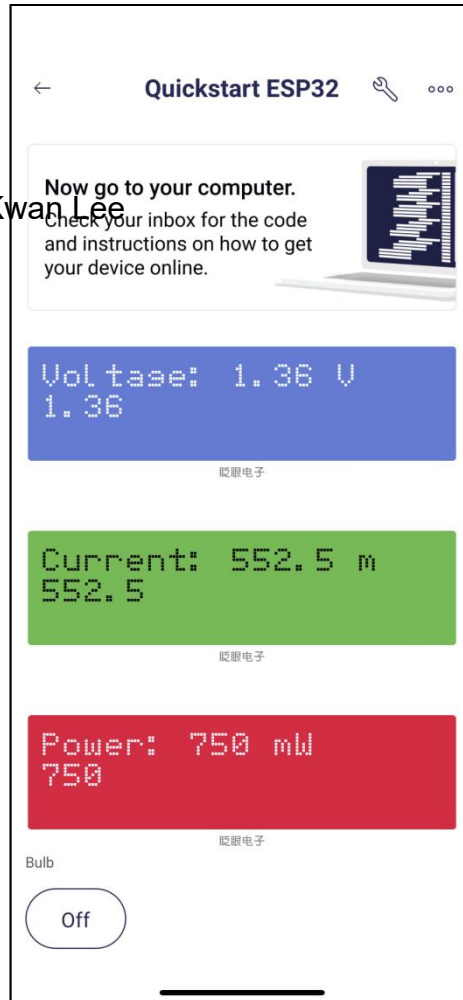 Quickstart ESP32
Now go to your computer.
Kwan Lee
Check your inbox for the code
and instructions on how to get
your device online.
Voltage: 1.36 V
1.36
眨眼电子
Current: 552.5 m
552.5
眨眼电子
Power: 750 mW
750
眨眼电子
Bulb
Off